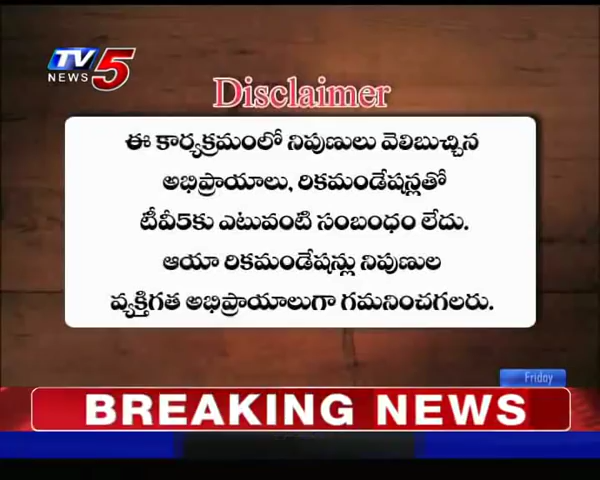 TV5
NEWS
Disclaimer
ఈ కార్యక్రమంలో నిపుణులు వెలిబుచ్చిన
అభిప్రాయాలు, రికమండేషన్లతో
టీవీ5కు ఎటువంటి సంబంధం లేదు.
ఆయా రికమండేషన్లు నిపుణుల
వ్యక్తిగత అభిప్రాయాలుగా గమనించగలరు.
Friday
BREAKING NEWS